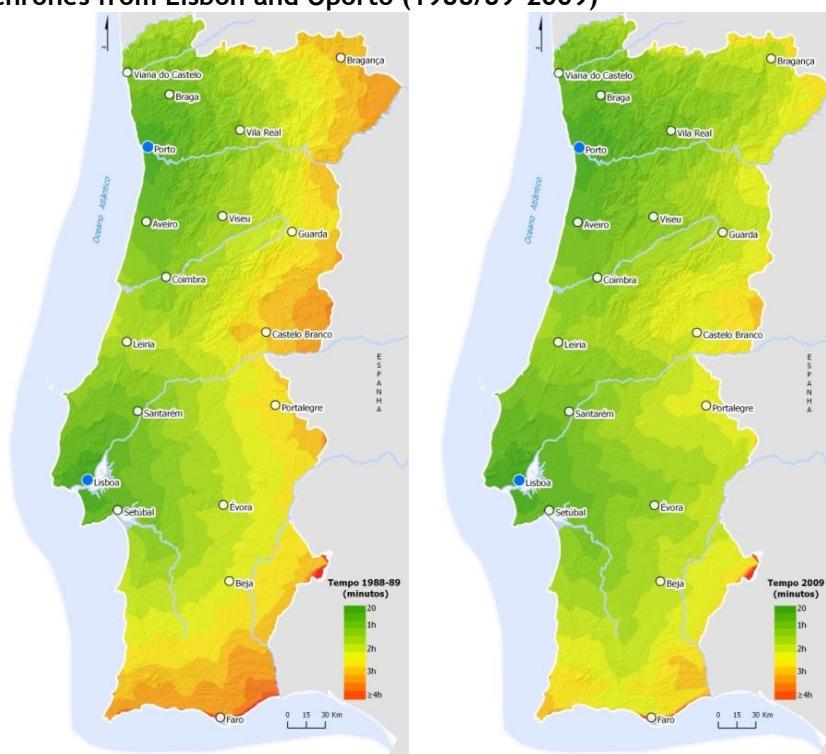 chrones from Lisbon and Oporto (1988/89-2009)
Bragança
Viana do Castelo
Braga
Vila Real
Porto
Oceano Atlântico
Aveiro
Viseu
Guarda
Coimbra
Castelo Branco
Leiria
ESPANHA
Santarém
Portalegre
Lisboa
Setúbal
Évora
Beja
Tempo 1988-89
(minutos)
20
1h
2h
3h
≥4h
Faro
0 15 30 Km
Bragança
Viana do Castelo
Braga
Vila Real
Porto
Oceano Atlântico
Aveiro
Viseu
Guarda
Coimbra
Castelo Branco
Leiria
ESPANHA
Santarém
Portalegre
Lisboa
Setúbal
Évora
Beja
Tempo 2009
(minutos)
20
1h
2h
3h
≥4h
Faro
0 15 30 Km